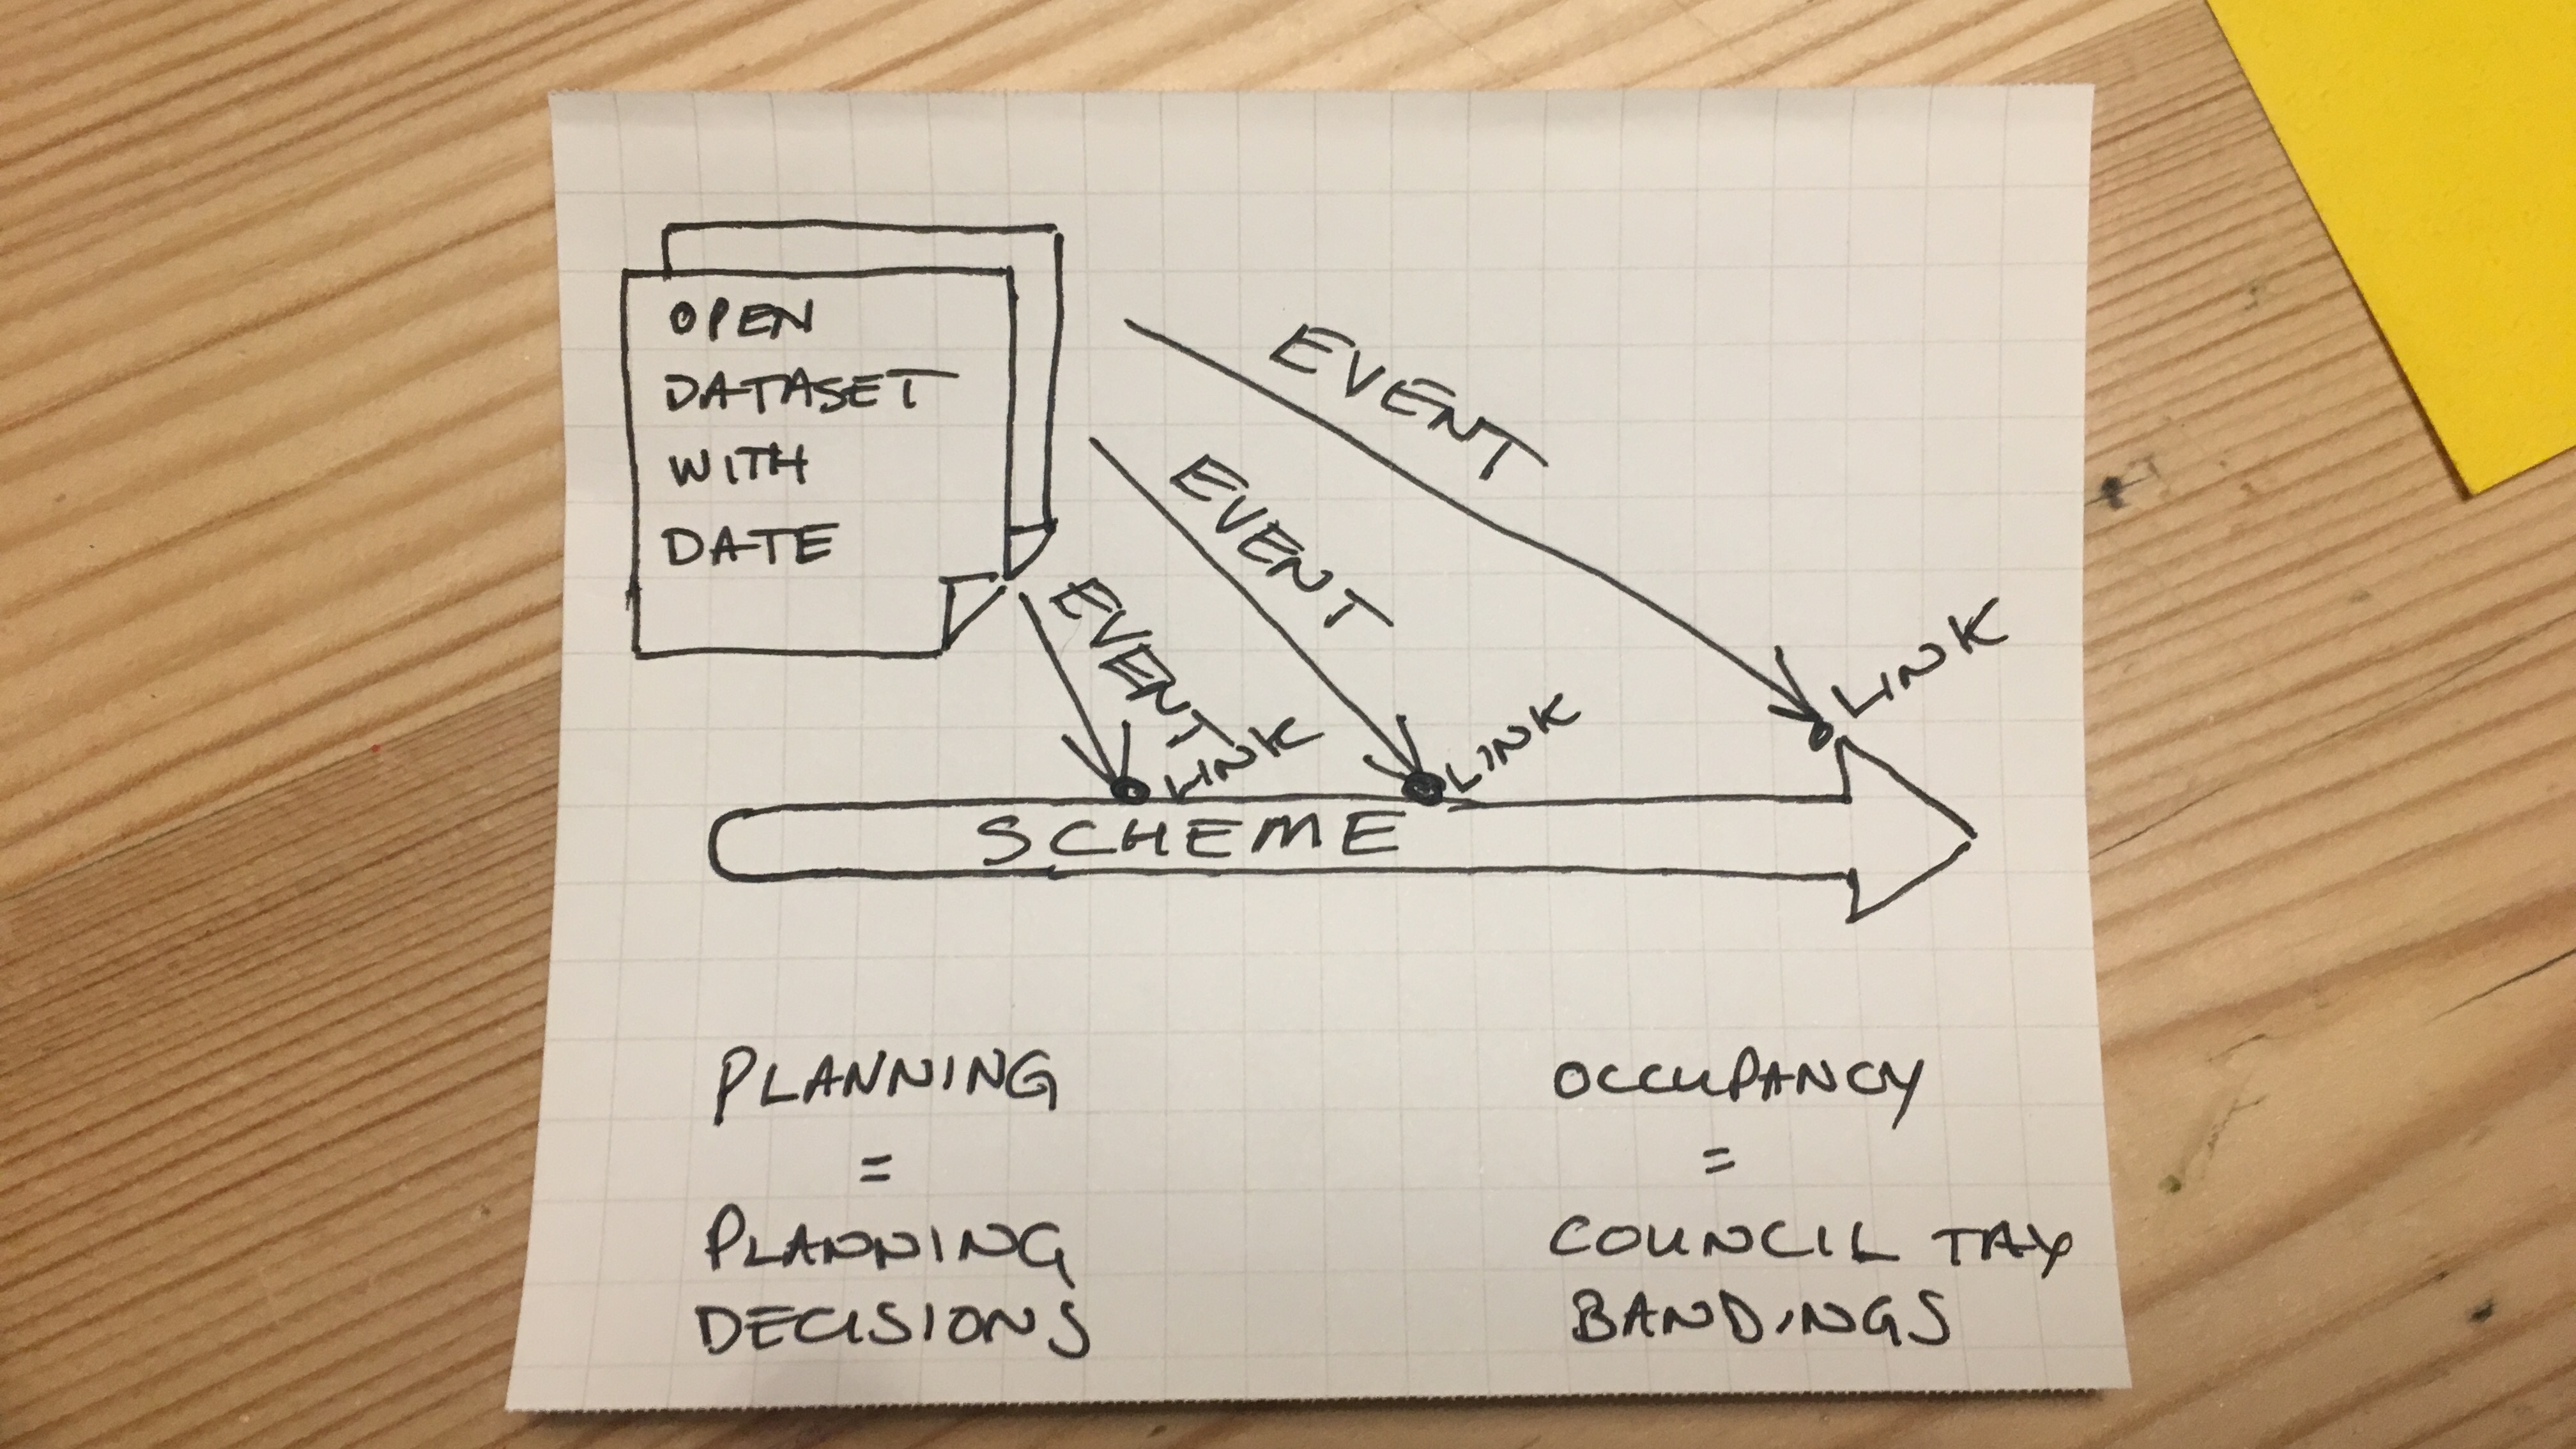 OPEN
DATASET
WITH
DATE
EVENT
EVENT
EVENT
LINK
LINK
LINK
SCHEME
PLANNING
=
PLANNING
DECISIONS
OCCUPANCY
=
COUNCIL TAX
BANDINGS